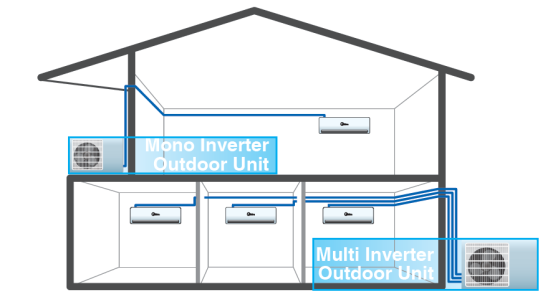 Mono Inverter
Outdoor Unit
Multi Inverter
Outdoor Unit